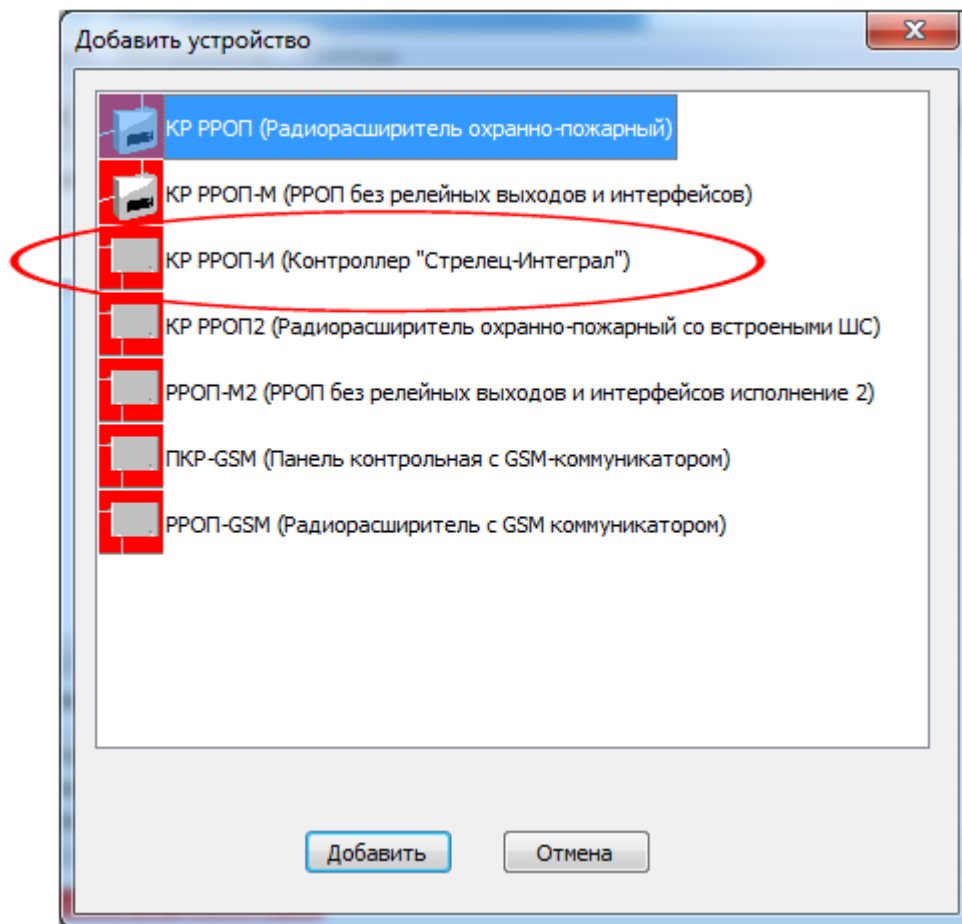 Добавить устройство
КР РРОП (Радиорасширитель охранно-пожарный)
КР РРОП-М (РРОП без релейных выходов и интерфейсов)
КР РРОП-И (Контроллер "Стрелец-Интеграл")
КР РРОП2 (Радиорасширитель охранно-пожарный со встроеными ШС)
РРОП-М2 (РРОП без релейных выходов и интерфейсов исполнение 2)
ПКР-GSM (Панель контрольная с GSM-коммуникатором)
РРОП-GSM (Радиорасширитель с GSM коммуникатором)
Добавить Отмена